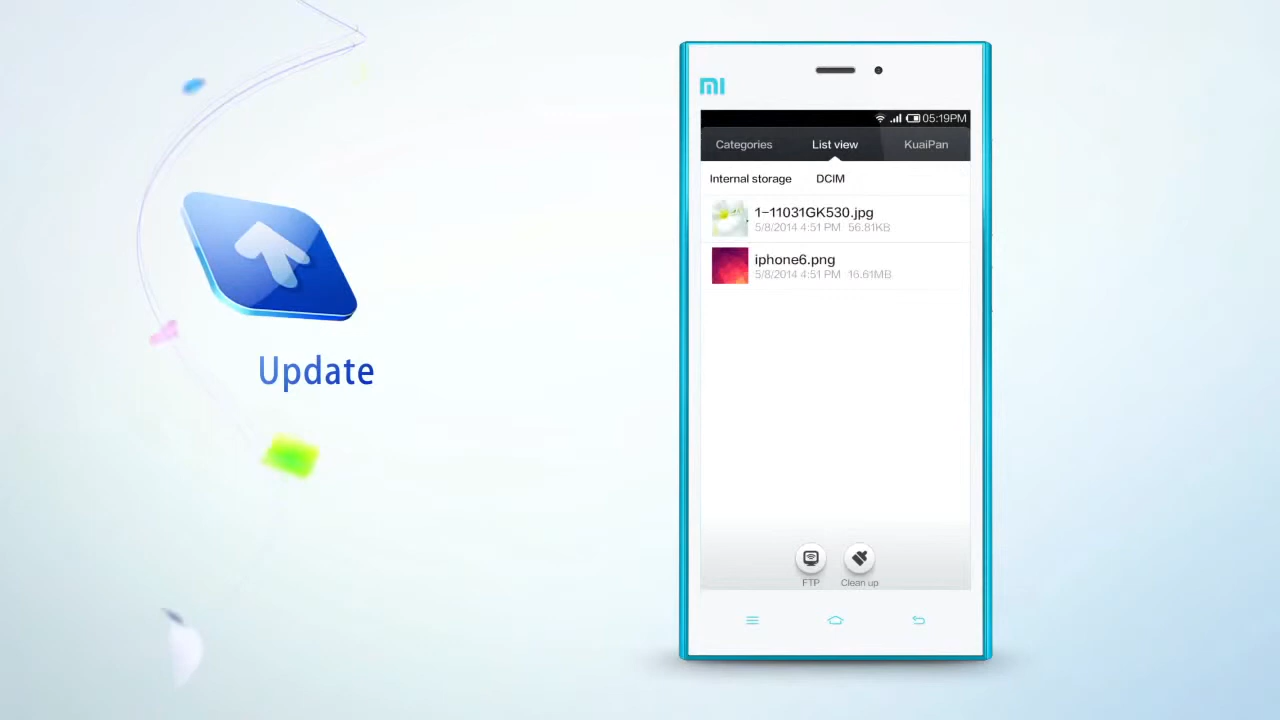 mi
05:19PM
Categories List view KuaiPan
Internal storage DCIM
1-11031GK530.jpg
5/8/2014 4:51 PM 56.81KB
iphone6.png
5/8/2014 4:51 PM 16.61MB
Update
FTP Clean up